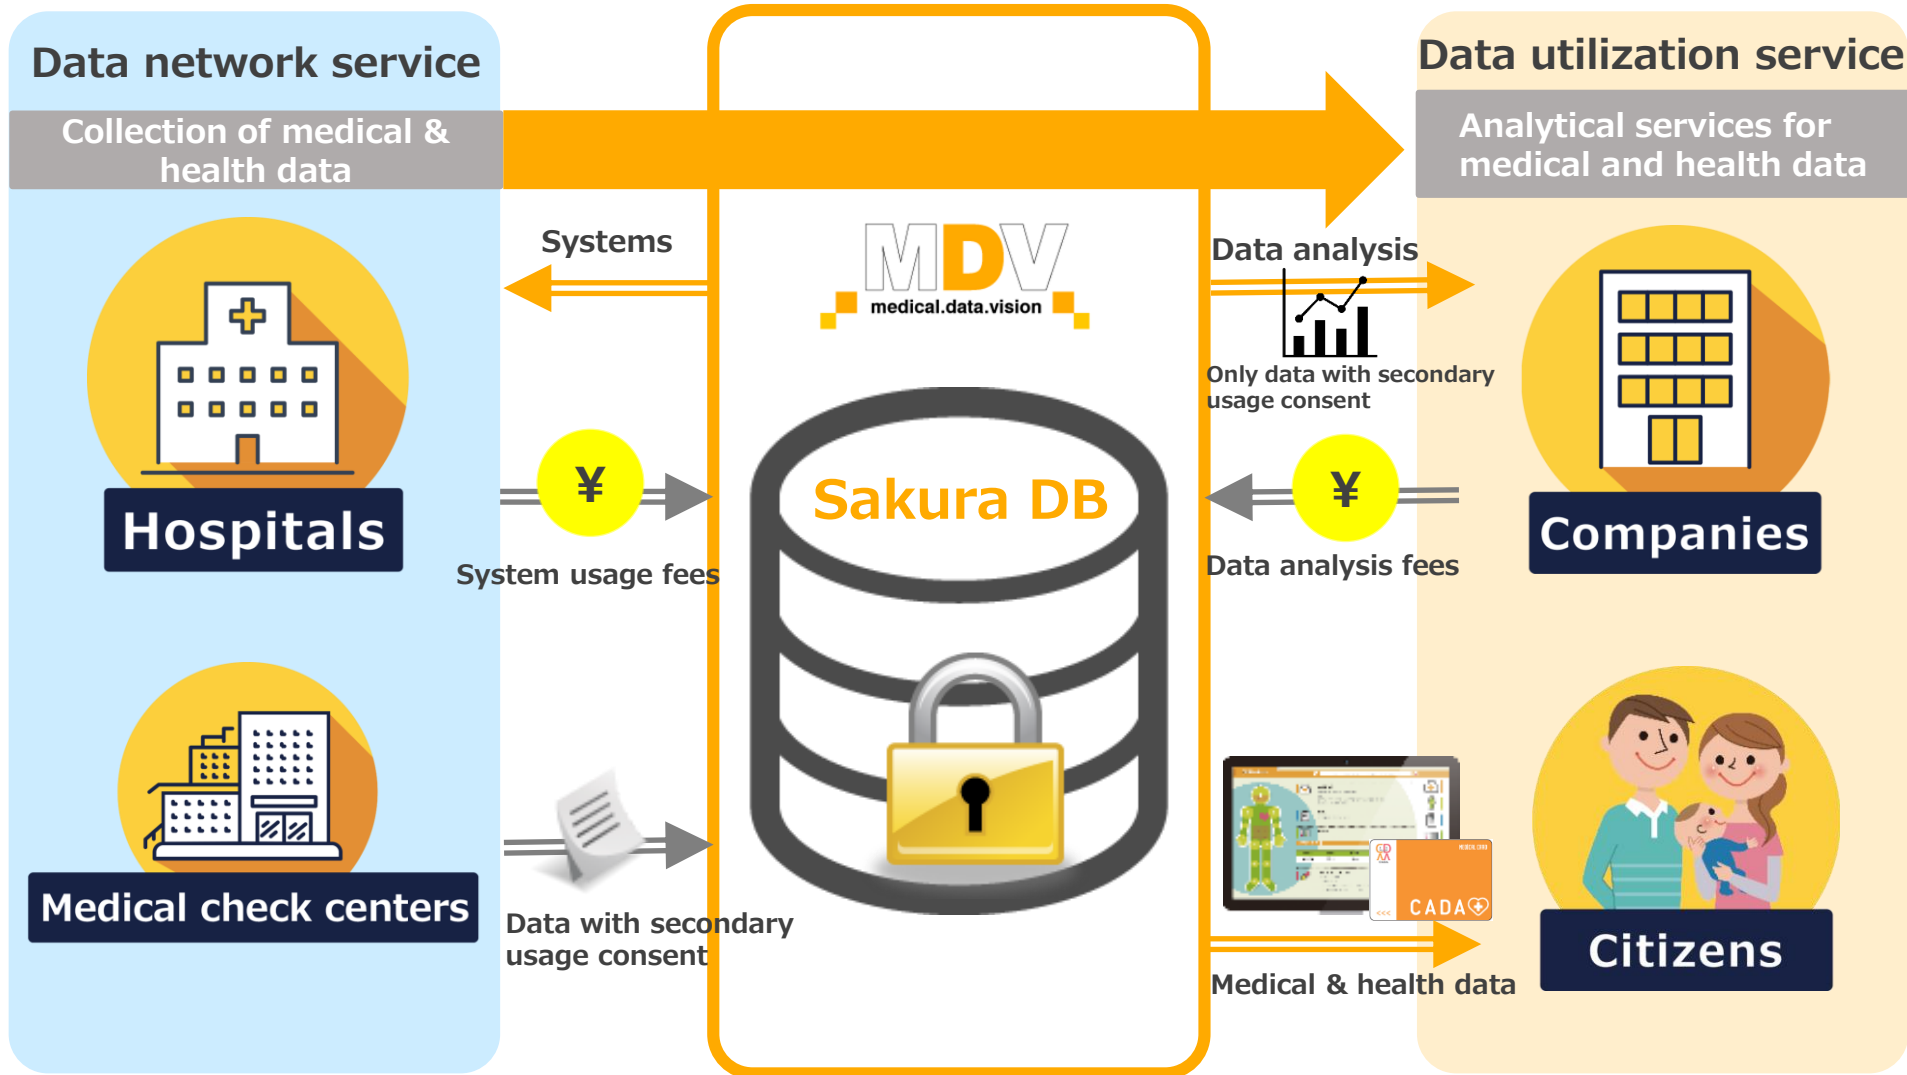 Data network service
Collection of medical &
health data
Hospitals
Medical check centers
Systems
¥
System usage fees
Data with secondary
usage consent
MDV
medical.data.vision
Sakura DB
Data utilization service
Analytical services for
medical and health data
Data analysis
Only data with secondary
usage consent
¥
Data analysis fees
Companies
CADA
Medical & health data
Citizens